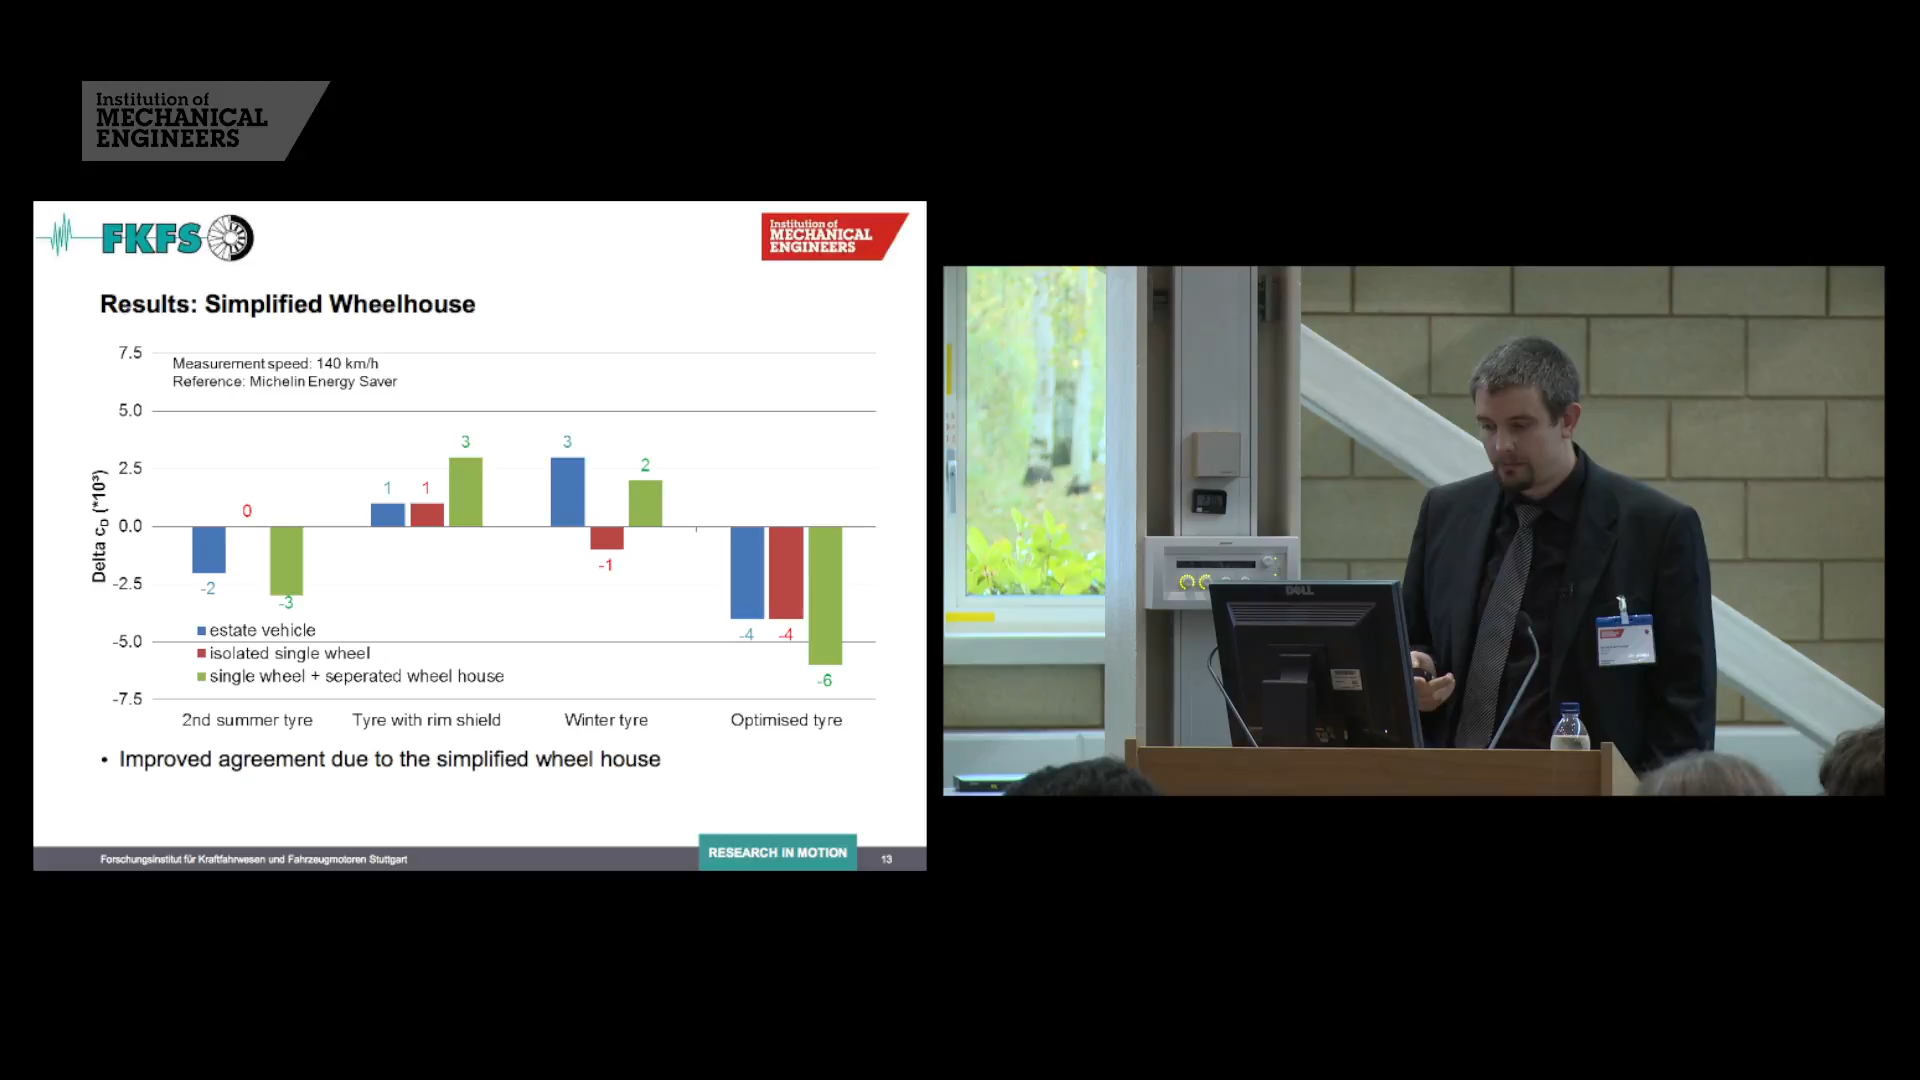 Institution of
MECHANICAL
ENGINEERS
FKFS
Institution of
MECHANICAL
ENGINEERS
Results: Simplified Wheelhouse
Delta c_D (*10³)
7.5
5.0
2.5
0.0
-2.5
-5.0
-7.5
Measurement speed: 140 km/h
Reference: Michelin Energy Saver
-2
0
-3
1
1
3
3
-1
2
-4
-4
-6
estate vehicle
isolated single wheel
single wheel + seperated wheel house
2nd summer tyre
Tyre with rim shield
Winter tyre
Optimised tyre
• Improved agreement due to the simplified wheel house
Forschungsinstitut für Kraftfahrwesen und Fahrzeugmotoren Stuttgart
RESEARCH IN MOTION
13
DELL